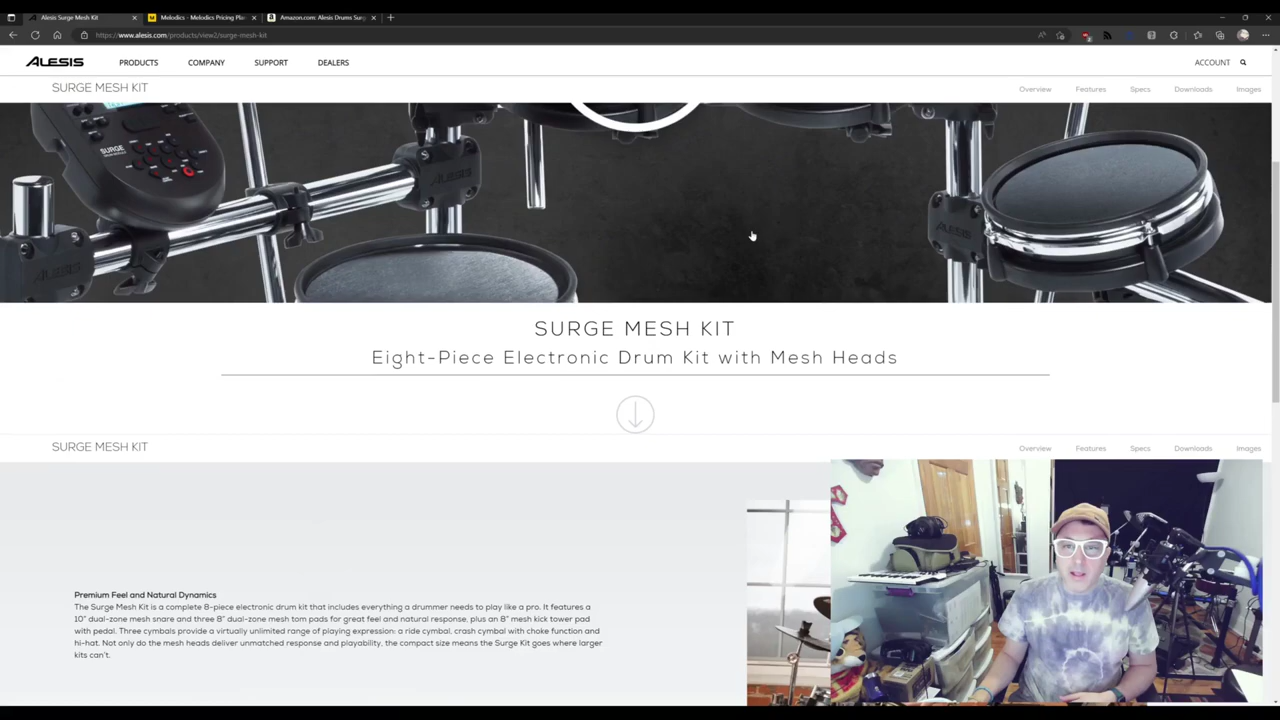 Alesis Surge Mesh Kit
Melodics - Melodics Pricing Pla
Amazon.com: Alesis Drums Surg
https://www.alesis.com/products/view2/surge-mesh-kit
ALESIS PRODUCTS COMPANY SUPPORT DEALERS ACCOUNT
SURGE MESH KIT Overview Features Specs Downloads Images
SURGE
SURGE MESH KIT
Eight-Piece Electronic Drum Kit with Mesh Heads
SURGE MESH KIT Overview Features Specs Downloads Images
Premium Feel and Natural Dynamics
The Surge Mesh Kit is a complete 8-piece electronic drum kit that includes everything a drummer needs to play like a pro. It features a
10" dual-zone mesh snare and three 8" dual-zone mesh tom pads for great feel and natural response, plus an 8" mesh kick tower pad
with pedal. Three cymbals provide a virtually unlimited range of playing expression: a ride cymbal, crash cymbal with choke function and
hi-hat. Not only do the mesh heads deliver unmatched response and playability, the compact size means the Surge Kit goes where larger
kits can't.